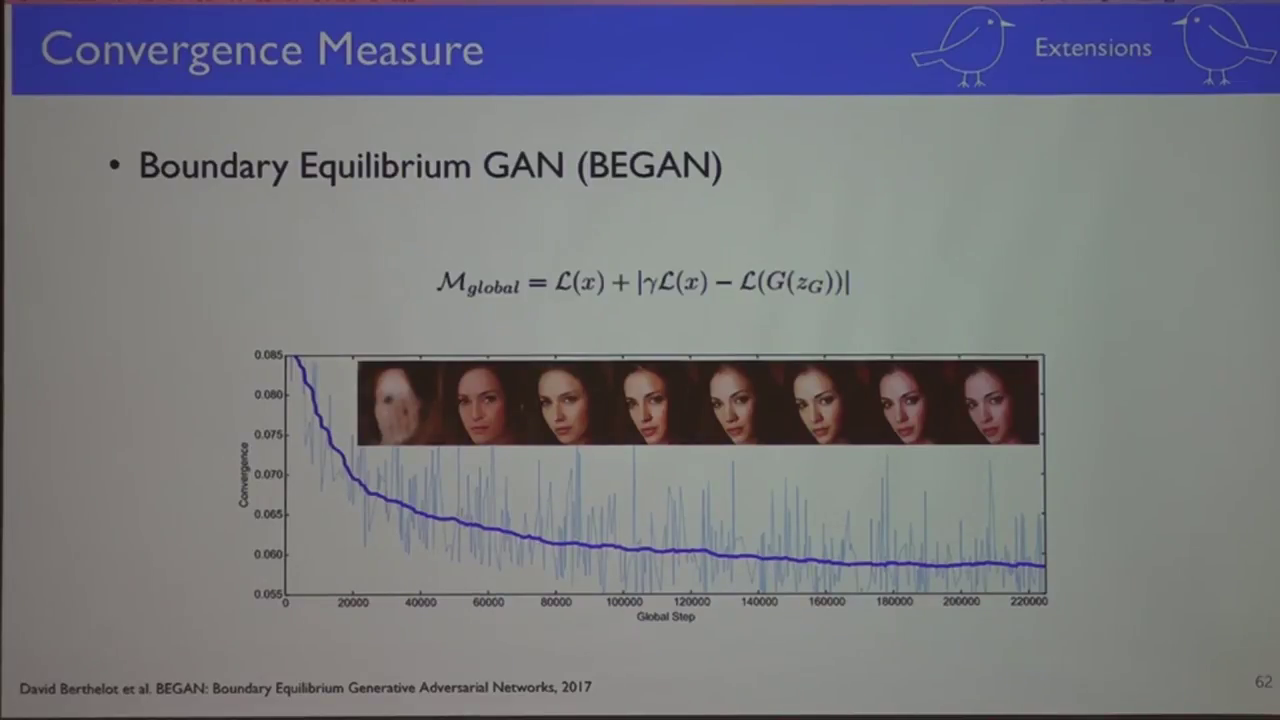 Convergence Measure
Extensions
• Boundary Equilibrium GAN (BEGAN)
$\mathcal{M}_{global} = \mathcal{L}(x) + |\gamma\mathcal{L}(x) - \mathcal{L}(G(z_G))|$
0.085
0.080
0.075
0.070
0.065
0.060
0.055
Convergence
0 20000 40000 60000 80000 100000 120000 140000 160000 180000 200000 220000
Global Step
David Berthelot et al. BEGAN: Boundary Equilibrium Generative Adversarial Networks, 2017
62